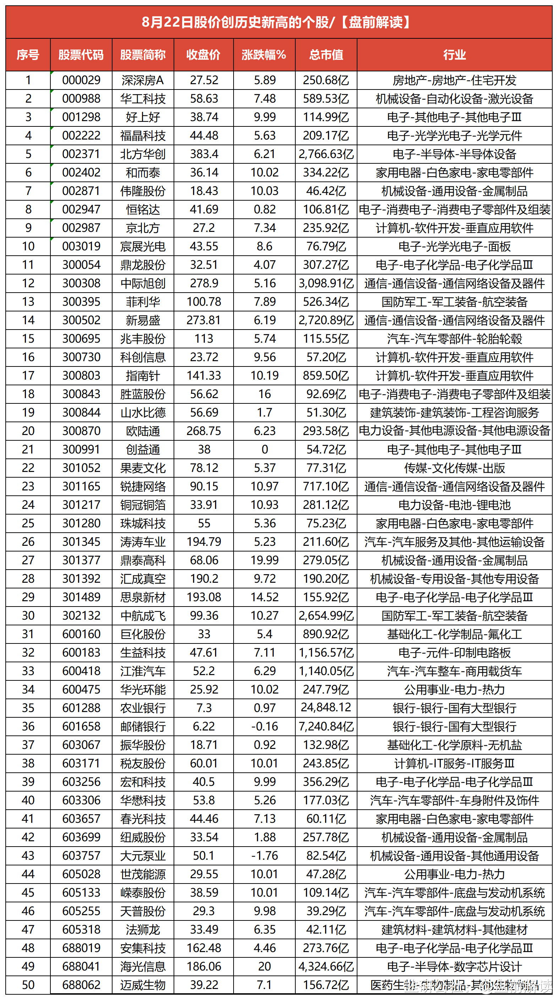 8月22日股价创历史新高的个股/【盘前解读】
序号 股票代码 股票简称 收盘价 涨跌幅% 总市值 行业
1 000029 深深房A 27.52 5.89 250.68亿 房地产-房地产-住宅开发
2 000988 华工科技 58.63 7.48 589.53亿 机械设备-自动化设备-激光设备
3 001298 好上好 38.74 9.99 114.99亿 电子-其他电子-其他电子Ⅲ
4 002222 福晶科技 44.48 5.63 209.17亿 电子-光学光电子-光学元件
5 002371 北方华创 383.4 6.21 2,766.63亿 电子-半导体-半导体设备
6 002402 和而泰 36.14 10.02 334.22亿 家用电器-白色家电-家电零部件
7 002871 伟隆股份 18.43 10.03 46.42亿 机械设备-通用设备-金属制品
8 002947 恒铭达 41.69 0.82 106.81亿 电子-消费电子-消费电子零部件及组装
9 002987 京北方 27.2 7.34 235.92亿 计算机-软件开发-垂直应用软件
10 003019 宸展光电 43.55 8.6 76.79亿 电子-光学光电子-面板
11 300054 鼎龙股份 32.51 4.07 307.27亿 电子-电子化学品-电子化学品Ⅲ
12 300308 中际旭创 278.9 5.16 3,098.91亿 通信-通信设备-通信网络设备及器件
13 300395 菲利华 100.78 7.89 526.34亿 国防军工-军工装备-航空装备
14 300502 新易盛 273.81 6.19 2,720.89亿 通信-通信设备-通信网络设备及器件
15 300695 兆丰股份 113 5.74 115.55亿 汽车-汽车零部件-轮胎轮毂
16 300730 科创信息 23.72 9.56 57.20亿 计算机-软件开发-垂直应用软件
17 300803 指南针 141.33 10.19 859.50亿 计算机-软件开发-垂直应用软件
18 300843 胜蓝股份 56.62 16 92.69亿 电子-消费电子-消费电子零部件及组装
19 300844 山水比德 56.69 1.7 51.30亿 建筑装饰-建筑装饰-工程咨询服务
20 300870 欧陆通 268.75 6.23 293.58亿 电力设备-其他电源设备-其他电源设备
21 300991 创益通 38 0 54.72亿 电子-其他电子-其他电子Ⅲ
22 301052 果麦文化 78.12 5.37 77.31亿 传媒-文化传媒-出版
23 301165 锐捷网络 90.15 10.97 717.10亿 通信-通信设备-通信网络设备及器件
24 301217 铜冠铜箔 33.91 10.93 281.12亿 电力设备-电池-锂电池
25 301280 珠城科技 55 5.36 75.23亿 家用电器-白色家电-家电零部件
26 301345 涛涛车业 194.79 5.23 211.60亿 汽车-汽车服务及其他-其他运输设备
27 301377 鼎泰高科 68.06 19.99 279.05亿 机械设备-通用设备-金属制品
28 301392 汇成真空 190.2 9.72 190.20亿 机械设备-专用设备-其他专用设备
29 301489 思泉新材 193.08 14.52 155.92亿 电子-电子化学品-电子化学品Ⅲ
30 302132 中航成飞 99.36 10.27 2,654.99亿 国防军工-军工装备-航空装备
31 600160 巨化股份 33 5.4 890.92亿 基础化工-化学制品-氟化工
32 600183 生益科技 47.61 7.11 1,156.57亿 电子-元件-印制电路板
33 600418 江淮汽车 52.2 6.29 1,140.05亿 汽车-汽车整车-商用载货车
34 600475 华光环能 25.92 10.02 247.79亿 公用事业-电力-热力
35 601288 农业银行 7.3 0.97 24,848.12 银行-银行-国有大型银行
36 601658 邮储银行 6.22 -0.16 7,240.84亿 银行-银行-国有大型银行
37 603067 振华股份 18.71 0.92 132.98亿 基础化工-化学原料-无机盐
38 603171 税友股份 60.01 10.01 243.85亿 计算机-IT服务-IT服务Ⅲ
39 603256 宏和科技 40.5 9.99 356.29亿 电子-电子化学品-电子化学品Ⅲ
40 603306 华懋科技 53.8 5.26 177.03亿 汽车-汽车零部件-车身附件及饰件
41 603657 春光科技 44.46 7.13 60.11亿 家用电器-白色家电-家电零部件
42 603699 纽威股份 33.54 1.88 257.78亿 机械设备-通用设备-金属制品
43 603757 大元泵业 50.1 -1.76 82.54亿 机械设备-通用设备-其他通用设备
44 605028 世茂能源 29.55 10.01 47.28亿 公用事业-电力-热力
45 605133 嵘泰股份 38.59 10.01 109.14亿 汽车-汽车零部件-底盘与发动机系统
46 605255 天普股份 29.3 9.98 39.29亿 汽车-汽车零部件-底盘与发动机系统
47 605318 法狮龙 33.49 6.35 42.11亿 建筑材料-建筑材料-其他建材
48 688019 安集科技 162.48 4.46 273.76亿 电子-电子化学品-电子化学品Ⅲ
49 688041 海光信息 186.06 20 4,324.66亿 电子-半导体-数字芯片设计
50 688062 迈威生物 39.22 7.1 156.72亿 医药生物-生物制品-其他生物制品
韭研公社：@盘前解读